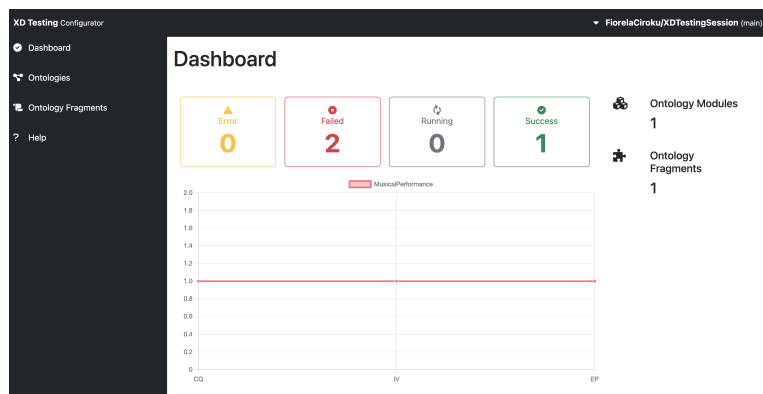 XD Testing Configurator
FiorelaCiroku/XDTestingSession (main)
Dashboard
Ontologies
Ontology Fragments
? Help
Dashboard
Error
0
Failed
2
Running
0
Success
1
Ontology Modules
1
Ontology
Fragments
1
MusicalPerformance
2.0
1.8
1.6
1.4
1.2
1.0
0.8
0.6
0.4
0.2
0
CQ
IV
EP